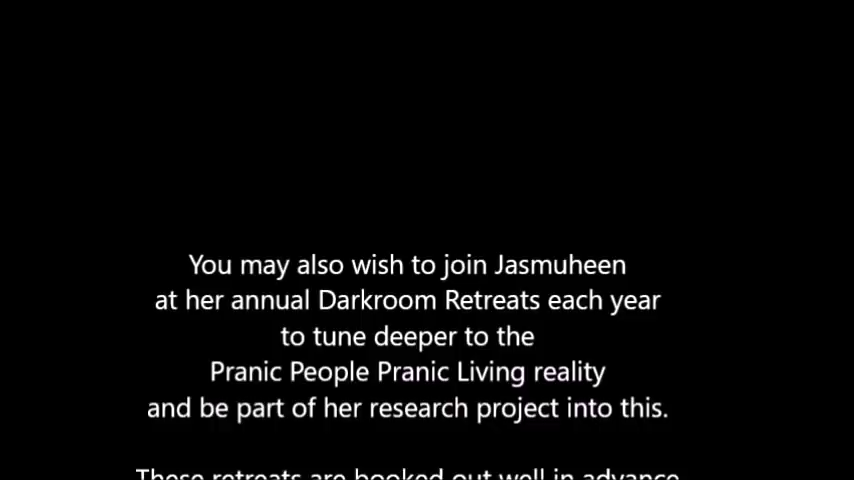 You may also wish to join Jasmuheen
at her annual Darkroom Retreats each year
to tune deeper to the
Pranic People Pranic Living reality
and be part of her research project into this.
These retreats are booked out well in advance